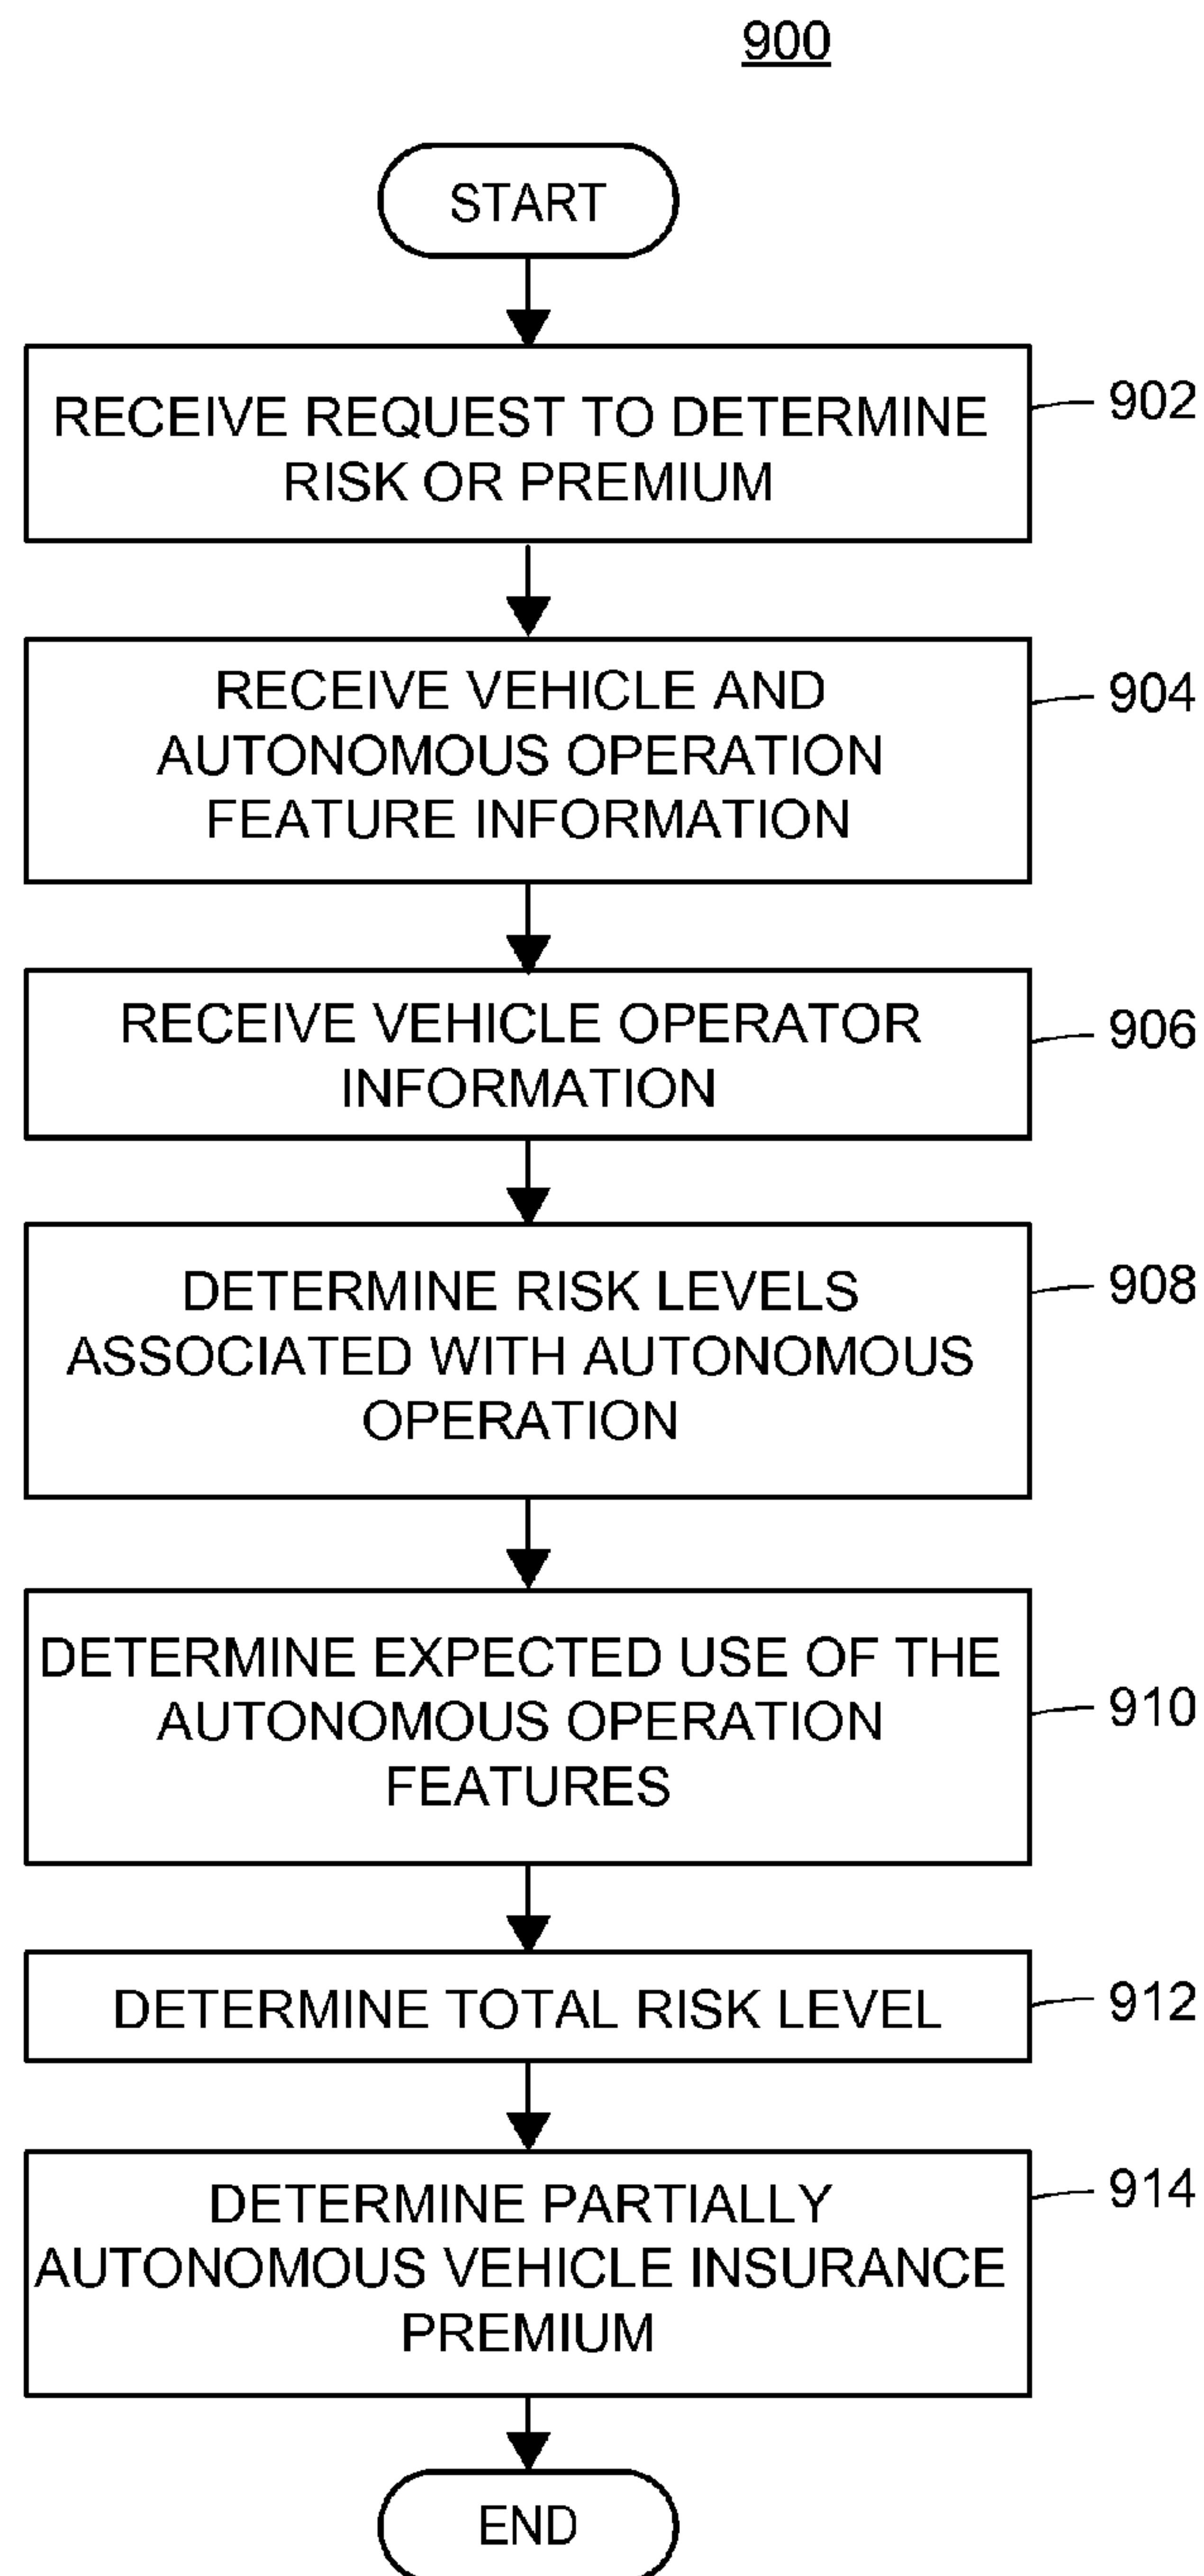 900
START
RECEIVE REQUEST TO DETERMINE
RISK OR PREMIUM
902
RECEIVE VEHICLE AND
AUTONOMOUS OPERATION
FEATURE INFORMATION
904
RECEIVE VEHICLE OPERATOR
INFORMATION
906
DETERMINE RISK LEVELS
ASSOCIATED WITH AUTONOMOUS
OPERATION
908
DETERMINE EXPECTED USE OF THE
AUTONOMOUS OPERATION
FEATURES
910
DETERMINE TOTAL RISK LEVEL
912
DETERMINE PARTIALLY
AUTONOMOUS VEHICLE INSURANCE
PREMIUM
914
END